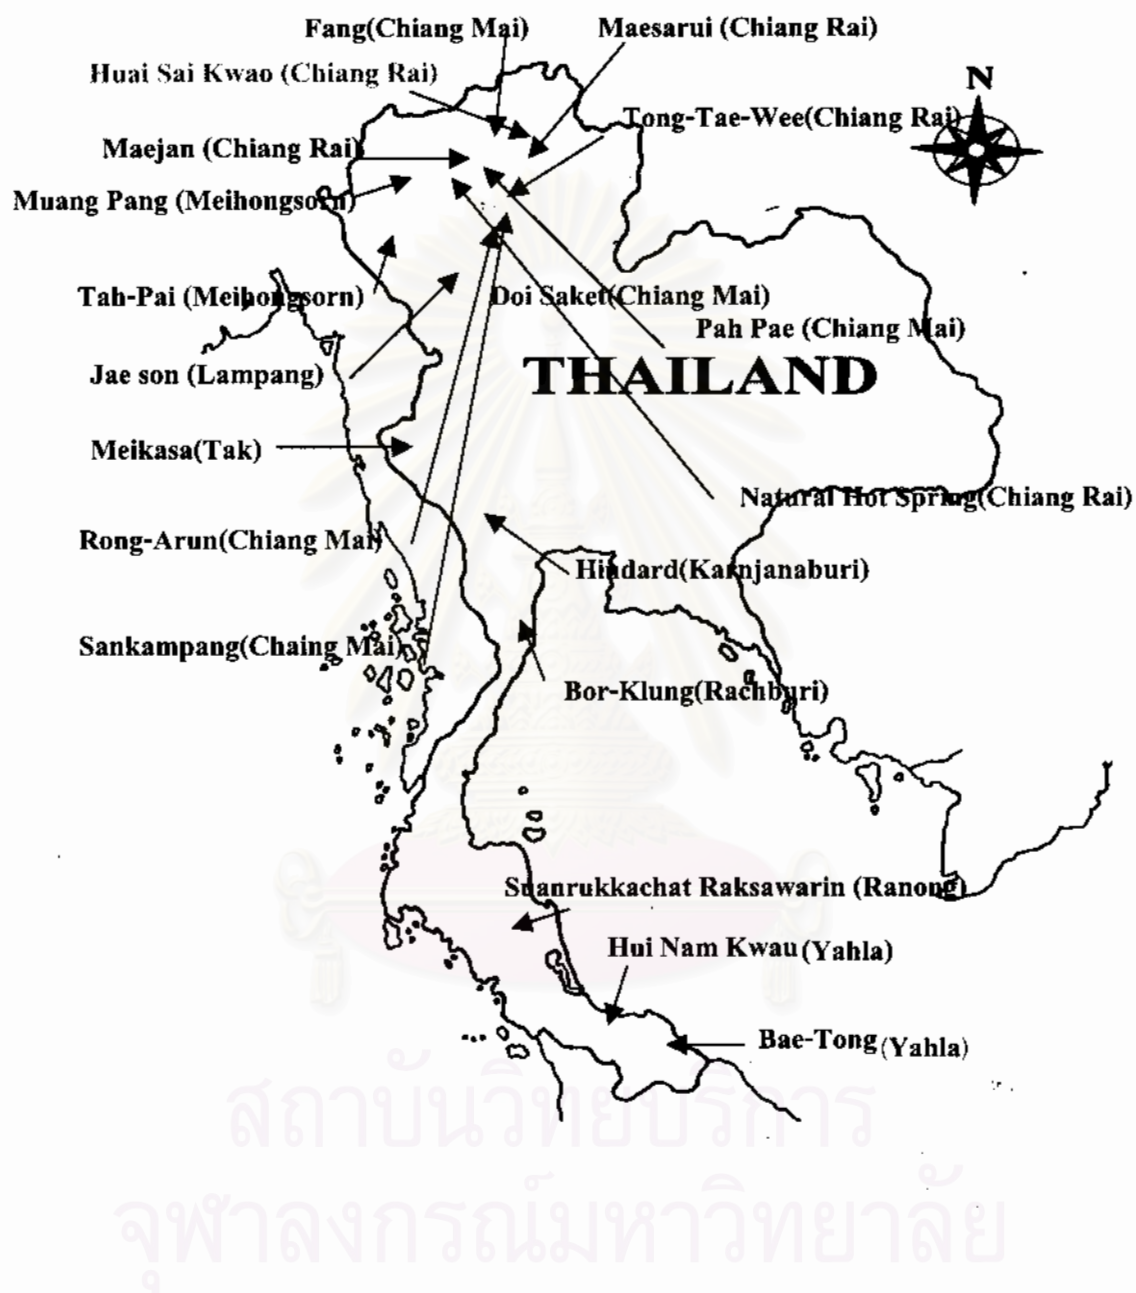 Fang(Chiang Mai)
Maesarui (Chiang Rai)
Huai Sai Kwao (Chiang Rai)
N
Tong-Tae-Wee(Chiang Rai)
Maejan (Chiang Rai)
Muang Pang (Meihongsorn)
Tah-Pai (Meihongsorn)
Doi Saket(Chiang Mai)
Pah Pae (Chiang Mai)
Jae son (Lampang)
THAILAND
Meikasa(Tak)
Natural Hot Spring(Chiang Rai)
Rong-Arun(Chiang Mai)
Hindard(Karnjanaburi)
Sankampang(Chaing Mai)
Bor-Klung(Rachburi)
Suanrukkachat Raksawarin (Ranong)
Hui Nam Kwau (Yahla)
Bae-Tong (Yahla)
สถาบันวิทยบริการ
จุฬาลงกรณ์มหาวิทยาลัย